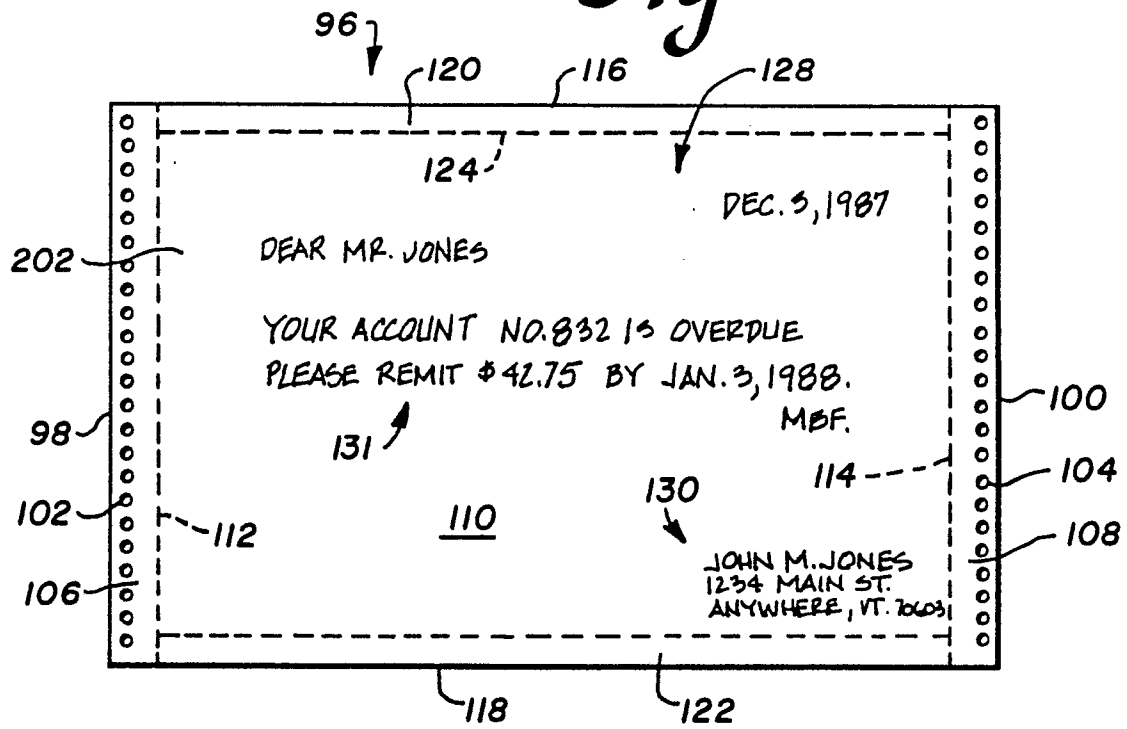 96
120
116
128
124
DEC. 3, 1987
202
DEAR MR. JONES
YOUR ACCOUNT NO. 832 IS OVERDUE
PLEASE REMIT $42.75 BY JAN. 3, 1988.
100
98
MBF.
131
114
104
130
102
110
112
108
JOHN M. JONES
106
1234 MAIN ST.
ANYWHERE, VT. 70603
118
122